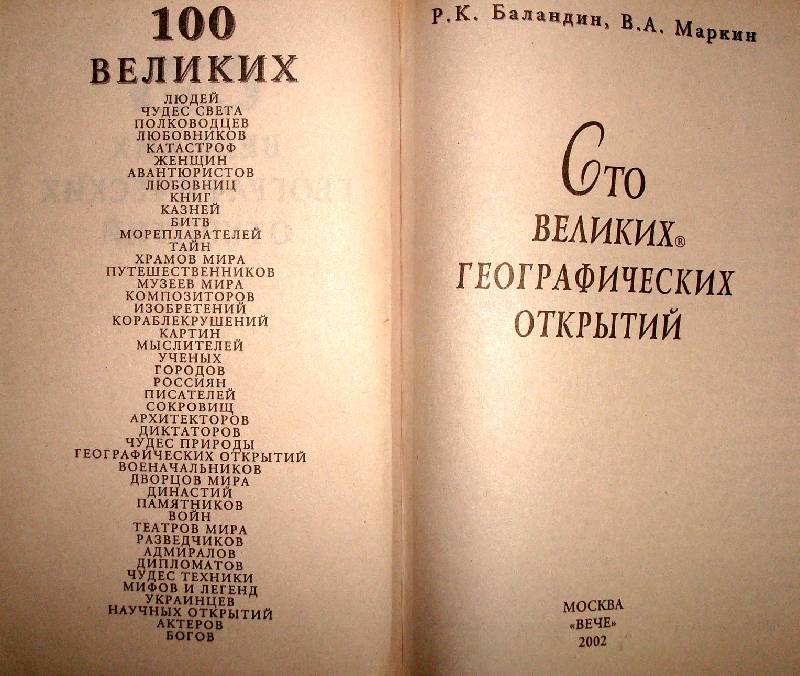 100
ВЕЛИКИХ
ЛЮДЕЙ
ЧУДЕС СВЕТА
ПОЛКОВОДЦЕВ
ЛЮБОВНИКОВ
КАТАСТРОФ
ЖЕНЩИН
АВАНТЮРИСТОВ
ЛЮБОВНИЦ
КНИГ
КАЗНЕЙ
БИТВ
МОРЕПЛАВАТЕЛЕЙ
ТАЙН
ХРАМОВ МИРА
ПУТЕШЕСТВЕННИКОВ
МУЗЕЕВ МИРА
КОМПОЗИТОРОВ
ИЗОБРЕТЕНИЙ
КОРАБЛЕКРУШЕНИЙ
КАРТИН
МЫСЛИТЕЛЕЙ
УЧЕНЫХ
ГОРОДОВ
РОССИЯН
ПИСАТЕЛЕЙ
СОКРОВИЩ
АРХИТЕКТОРОВ
ДИКТАТОРОВ
ЧУДЕС ПРИРОДЫ
ГЕОГРАФИЧЕСКИХ ОТКРЫТИЙ
ВОЕНАЧАЛЬНИКОВ
ДВОРЦОВ МИРА
ДИНАСТИЙ
ПАМЯТНИКОВ
ВОЙН
ТЕАТРОВ МИРА
РАЗВЕДЧИКОВ
АДМИРАЛОВ
ДИПЛОМАТОВ
ЧУДЕС ТЕХНИКИ
МИФОВ И ЛЕГЕНД
УКРАИНЦЕВ
НАУЧНЫХ ОТКРЫТИЙ
АКТЕРОВ
БОГОВ
Р.К. Баландин, В.А. Маркин
Сто
ВЕЛИКИХ®
ГЕОГРАФИЧЕСКИХ
ОТКРЫТИЙ
МОСКВА
«ВЕЧЕ»
2002